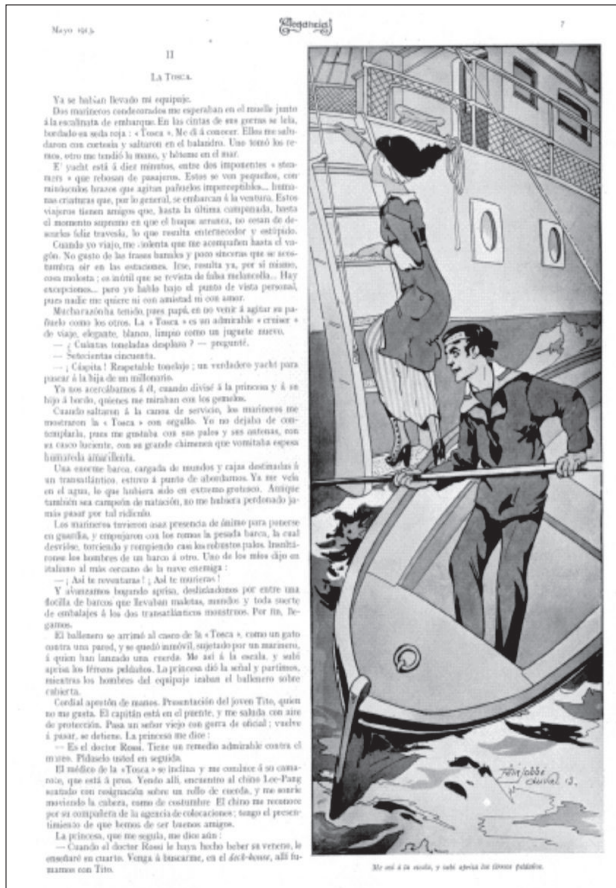 Mayo 1913.
Elegancias
7
II
La Tosca.
Ya se habían llevado mi equipaje.
Dos marineros condecorados me esperaban en el muelle junto
á la escalinata de embarque. En las cintas de sus gorras se leía,
bordado en seda roja : « Tosca ». Me di á conocer. Ellos me salu-
daron con cortesía y saltaron en el balandro. Uno tomó los re-
mos, otro me tendió la mano, y héteme en el mar.
E' yacht está á diez minutos, entre dos imponentes « stea-
mers » que rebosan de pasajeros. Estos se ven pequeños, con
minúsculos brazos que agitan pañuelos imperceptibles... huma-
nas criaturas que, por lo general, se embarcan á la ventura. Estos
viajeros tienen amigos que, hasta la última campanada, hasta
el momento supremo en que el buque arranca, no cesan de de-
searles feliz travesía, lo que resulta enternecedor y estúpido.
Cuando yo viajo, me violenta que me acompañen hasta el va-
gón. No gusto de las frases banales y poco sinceras que se acos-
tumbra oir en las estaciones. Irse, resulta ya, por sí mismo,
cosa molesta ; es inútil que se revista de falsa melancolía... Hay
excepciones... pero yo hablo bajo el punto de vista personal,
pues nadie me quiere ni con amistad ni con amor.
Mucha razón ha tenido, pues, papá, en no venir á agitar su pa-
ñuelo como los otros. La « Tosca » es un admirable « cruiser »
de viaje, elegante, blanco, limpio como un juguete nuevo.
— ¿ Cuántas toneladas desplaza ? — pregunté.
— Setecientas cincuenta.
— ¡ Cáspita ! Respetable tonelaje ; un verdadero yacht para
pasear á la hija de un millonario.
Ya nos acercábamos á él, cuando divisé á la princesa y á su
hijo á bordo, quienes me miraban con los gemelos.
Cuando saltaron á la canoa de servicio, los marineros me
mostraron la « Tosca » con orgullo. Yo no dejaba de con-
templarla, pues me gustaba con sus palos y sus antenas, con
su casco luciente, con su grande chimenea que vomitaba espesa
humareda amarillenta.
Una enorme barca, cargada de mundos y cajas destinadas á
un transatlántico, estuvo á punto de abordarnos. Ya me veía
en el agua, lo que hubiera sido en extremo grotesco. Aunque
también sea campeón de natación, no me hubiera perdonado ja-
más pasar por tal ridículo.
Los marineros tuvieron asaz presencia de ánimo para ponerse
en guardia, y empujaron con los remos la pesada barca, la cual
desvióse, torciendo y rompiendo casi los robustos palos. Insultá-
ronse los hombres de un barco á otro. Uno de los míos dijo en
italiano al más cercano de la nave enemiga :
— ¡ Así te reventaras ! ¡ Así te murieras !
Y avanzamos bogando aprisa, deslizándonos por entre una
flotilla de barcos que llevaban maletas, mundos y toda suerte
de embalajes á los dos transatlánticos monstruos. Por fin, lle-
gamos.
El ballenero se arrimó al casco de la « Tosca », como un gato
contra una pared, y se quedó inmóvil, sujetado por un marinero,
á quien han lanzado una cuerda. Me así á la escala, y subí
aprisa los férreos peldaños. La princesa dió la señal y partimos,
mientras los hombres del equipaje izaban el ballenero sobre
cubierta.
Cordial apretón de manos. Presentación del joven Tito, quien
no me gusta. El capitán está en el puente, y me saluda con aire
de protección. Pasa un señor viejo con gorra de oficial ; vuelve
á pasar, se detiene. La princesa me dice :
— Es el doctor Rossi. Tiene un remedio admirable contra el
mareo. Pídaselo usted en seguida.
El médico de la « Tosca » se inclina y me conduce á su cama-
rote, que está á proa. Yendo allí, encuentro al chino Lee-Pang
sentado con resignación sobre un rollo de cuerda, y me sonríe
moviendo la cabeza, como de costumbre. El chino me reconoce
por su compañera de la agencia de colocaciones ; tengo el presen-
timiento de que hemos de ser buenos amigos.
La princesa, que me seguía, me dice aún :
— Cuando el doctor Rossi le haya hecho beber su veneno, le
enseñaré su cuarto. Venga á buscarme, en el deck-house, allí fu-
mamos con Tito.
Duval 13.
Me así á la escala, y subí aprisa los férreos peldaños.